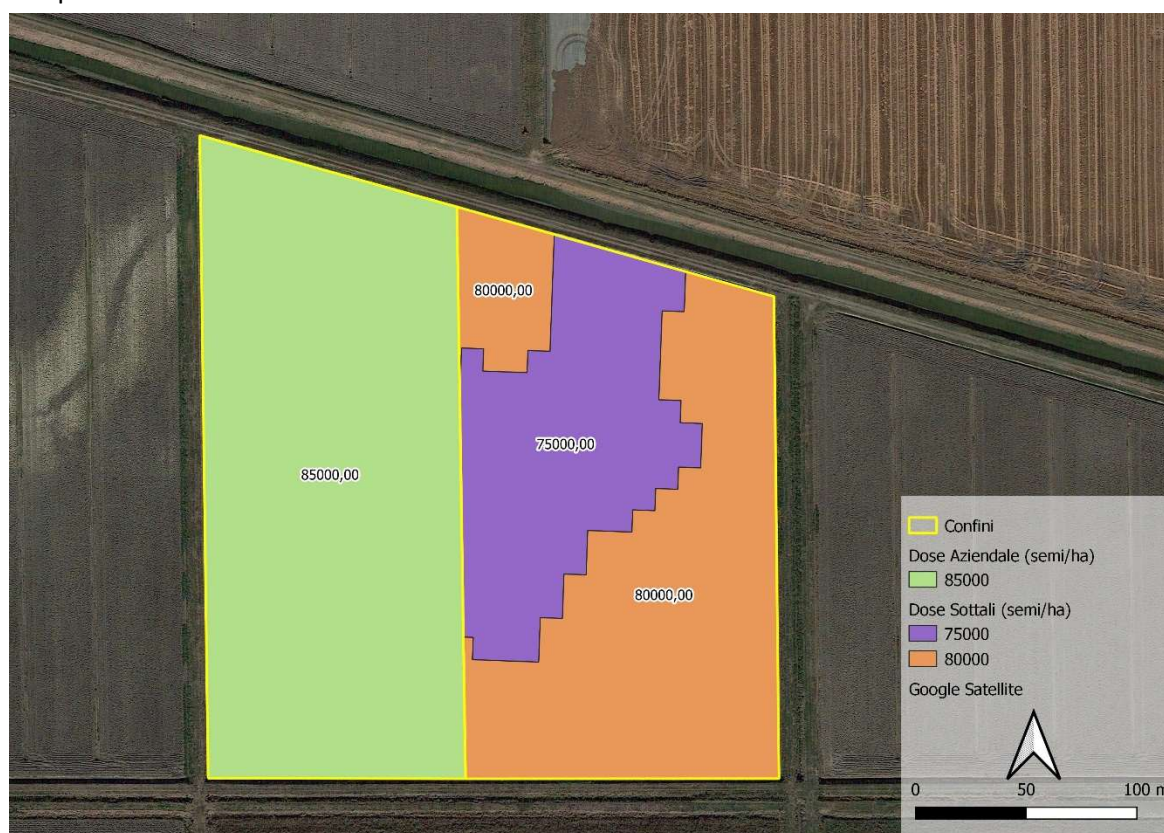 80000,00
75000,00
85000,00
80000,00
Confini
Dose Aziendale (semi/ha)
85000
Dose Sottali (semi/ha)
75000
80000
Google Satellite
0 50 100 m